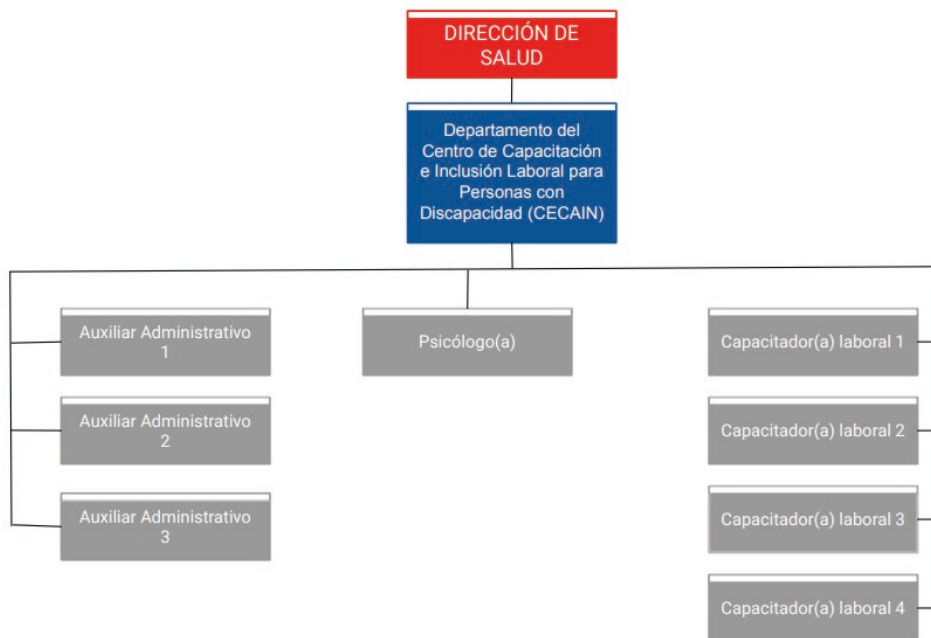 DIRECCIÓN DE
SALUD
Departamento del
Centro de Capacitación
e Inclusión Laboral para
Personas con
Discapacidad (CECAIN)
Auxiliar Administrativo
1
Auxiliar Administrativo
2
Auxiliar Administrativo
3
Psicólogo(a)
Capacitador(a) laboral 1
Capacitador(a) laboral 2
Capacitador(a) laboral 3
Capacitador(a) laboral 4